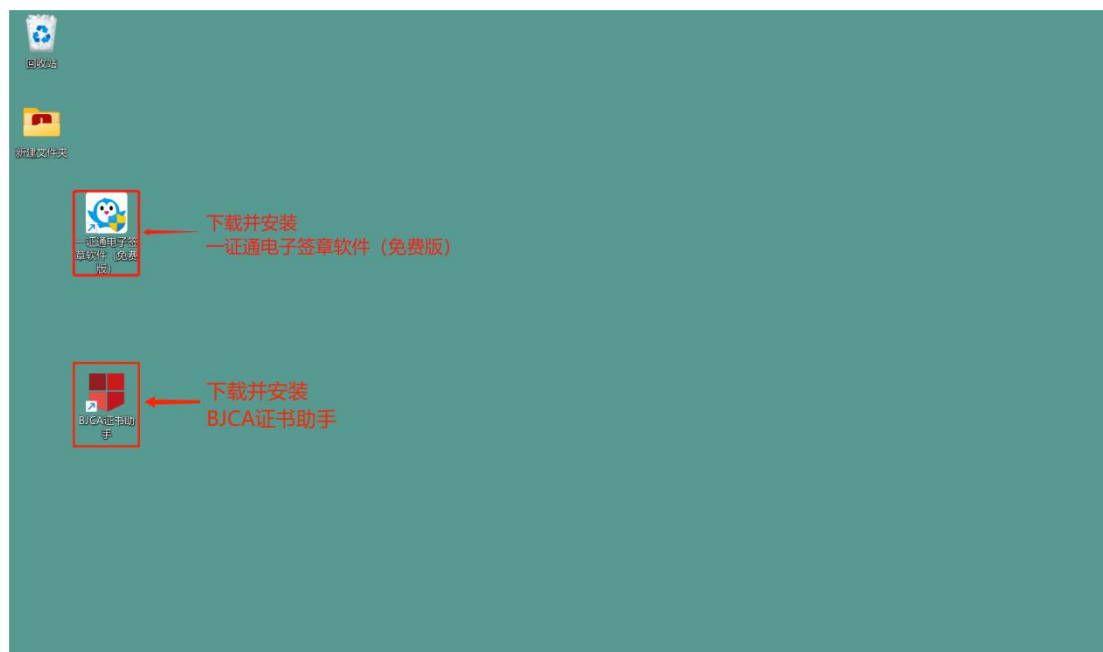 回收站
新建文件夹
一证通电子签
章软件（免费
版）
下载并安装
一证通电子签章软件（免费版）
BJCA证书助
手
下载并安装
BJCA证书助手